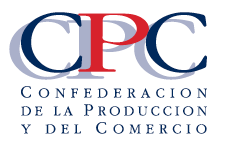 CPC
CONFEDERACION
DE LA PRODUCCION
Y DEL COMERCIO